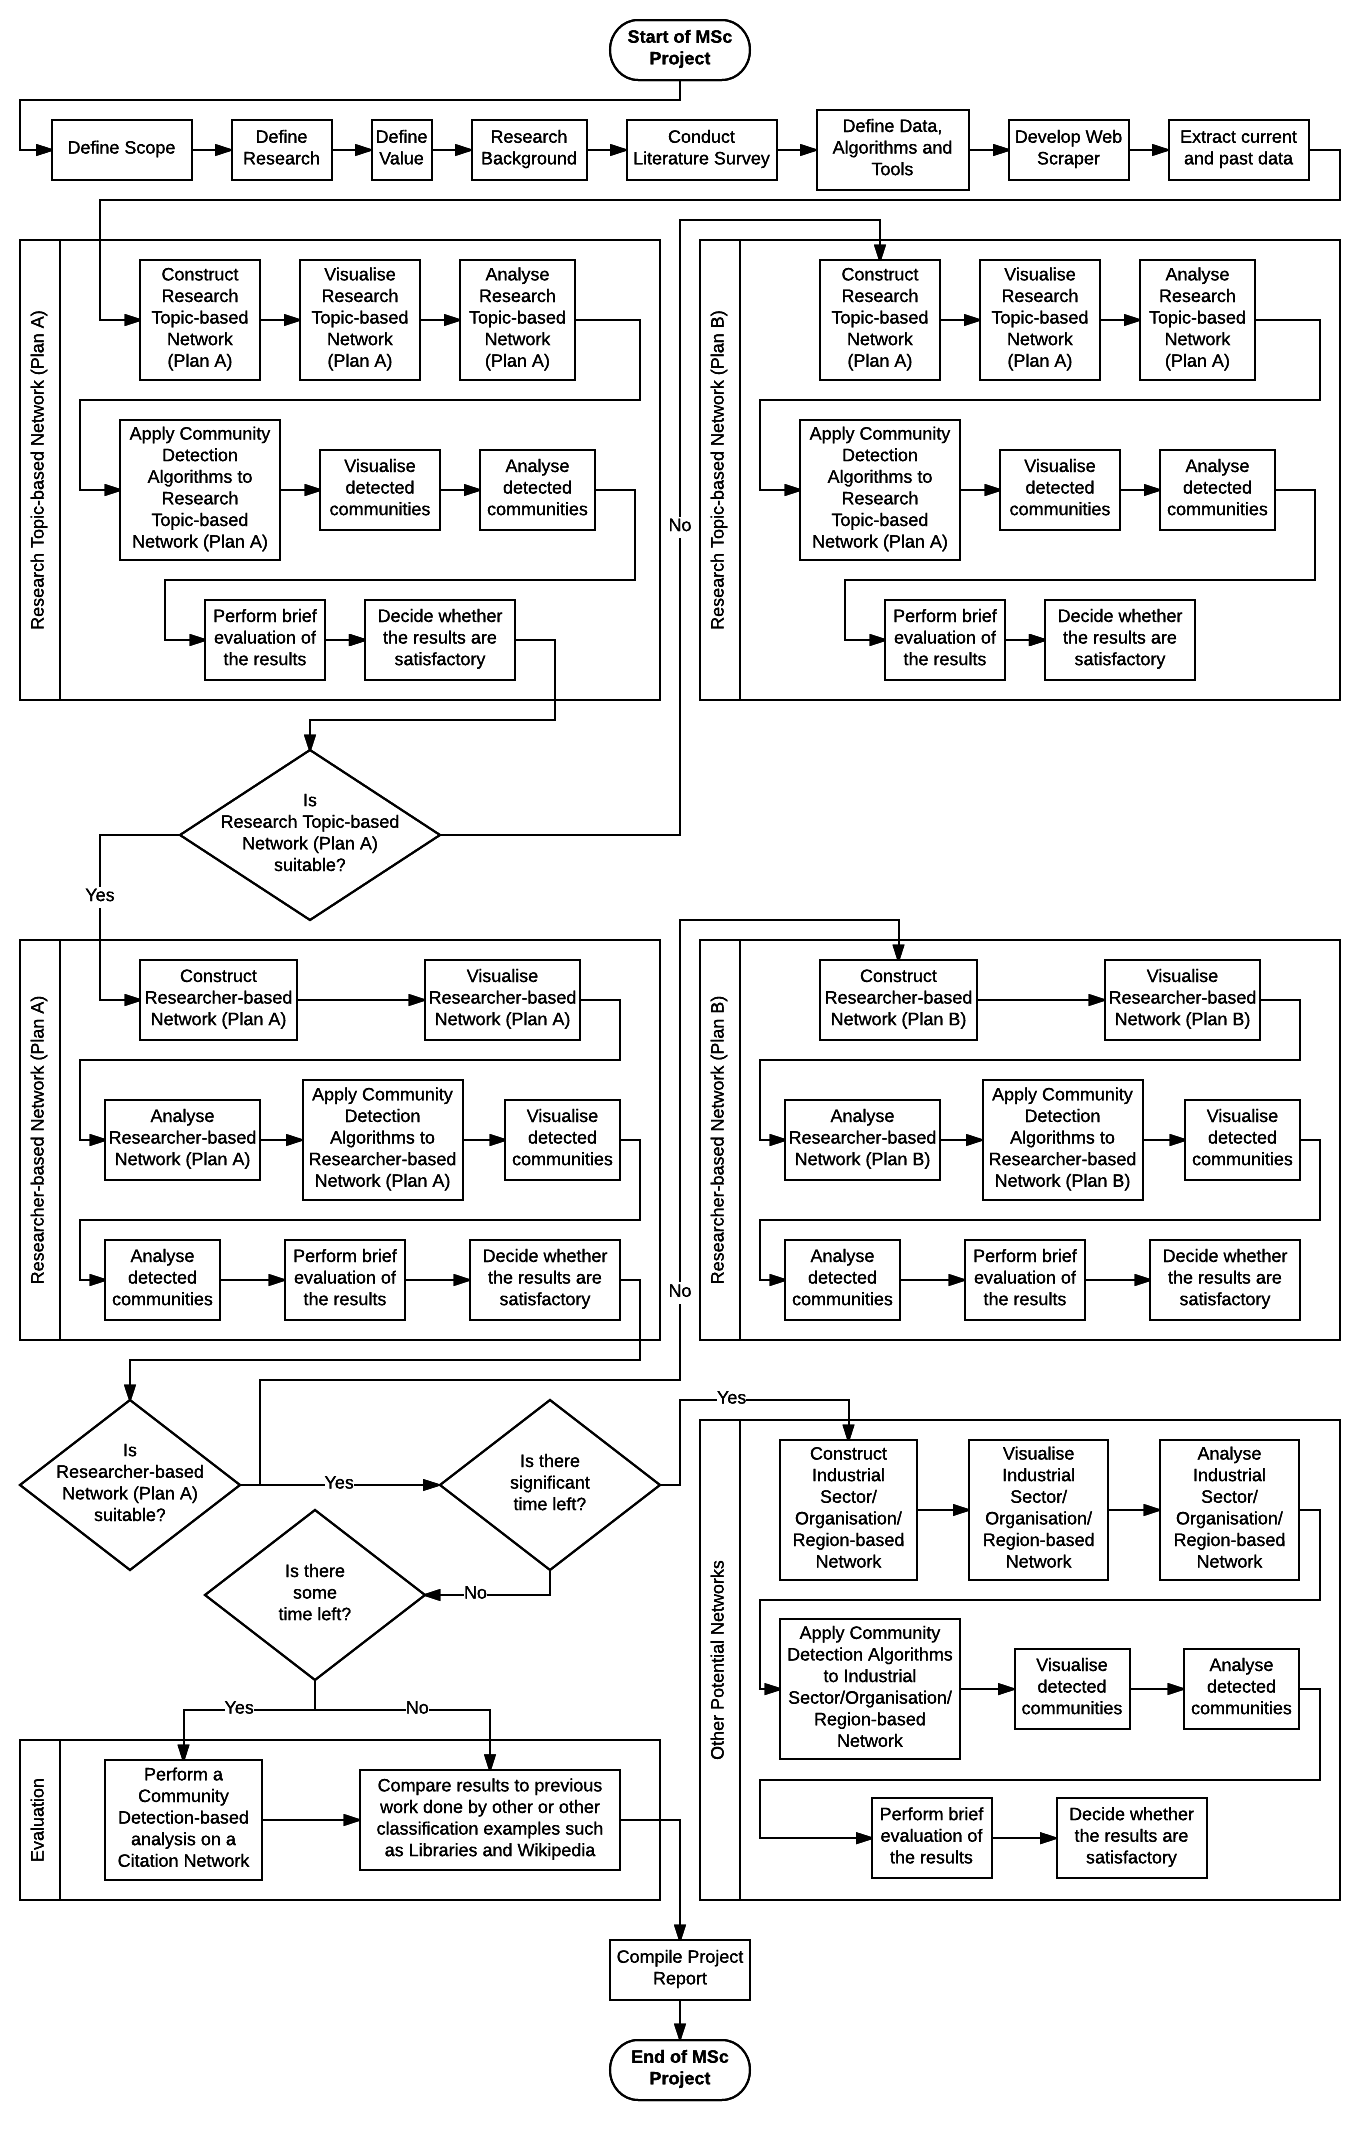 Start of MSc
Project
Define Scope
Define
Research
Define
Value
Research
Background
Conduct
Literature Survey
Define Data,
Algorithms and
Tools
Develop Web
Scraper
Extract current
and past data
Research Topic-based Network (Plan A)
Construct
Research
Topic-based
Network
(Plan A)
Visualise
Research
Topic-based
Network
(Plan A)
Analyse
Research
Topic-based
Network
(Plan A)
Apply Community
Detection
Algorithms to
Research
Topic-based
Network (Plan A)
Visualise
detected
communities
Analyse
detected
communities
Perform brief
evaluation of
the results
Decide whether
the results are
satisfactory
No
Research Topic-based Network (Plan B)
Construct
Research
Topic-based
Network
(Plan A)
Visualise
Research
Topic-based
Network
(Plan A)
Analyse
Research
Topic-based
Network
(Plan A)
Apply Community
Detection
Algorithms to
Research
Topic-based
Network (Plan A)
Visualise
detected
communities
Analyse
detected
communities
Perform brief
evaluation of
the results
Decide whether
the results are
satisfactory
Is
Research Topic-based
Network (Plan A)
suitable?
Yes
Researcher-based Network (Plan A)
Construct
Researcher-based
Network (Plan A)
Visualise
Researcher-based
Network (Plan A)
Analyse
Researcher-based
Network (Plan A)
Apply Community
Detection
Algorithms to
Researcher-based
Network (Plan A)
Visualise
detected
communities
Analyse
detected
communities
Perform brief
evaluation of
the results
Decide whether
the results are
satisfactory
No
Researcher-based Network (Plan B)
Construct
Researcher-based
Network (Plan B)
Visualise
Researcher-based
Network (Plan B)
Analyse
Researcher-based
Network (Plan B)
Apply Community
Detection
Algorithms to
Researcher-based
Network (Plan B)
Visualise
detected
communities
Analyse
detected
communities
Perform brief
evaluation of
the results
Decide whether
the results are
satisfactory
Is
Researcher-based
Network (Plan A)
suitable?
Yes
Is there
significant
time left?
Yes
No
Is there
some
time left?
Yes
No
Other Potential Networks
Construct
Industrial
Sector/
Organisation/
Region-based
Network
Visualise
Industrial
Sector/
Organisation/
Region-based
Network
Analyse
Industrial
Sector/
Organisation/
Region-based
Network
Apply Community
Detection Algorithms
to Industrial
Sector/Organisation/
Region-based
Network
Visualise
detected
communities
Analyse
detected
communities
Perform brief
evaluation of
the results
Decide whether
the results are
satisfactory
Evaluation
Perform a
Community
Detection-based
analysis on a
Citation Network
Compare results to previous
work done by other or other
classification examples such
as Libraries and Wikipedia
Compile Project
Report
End of MSc
Project